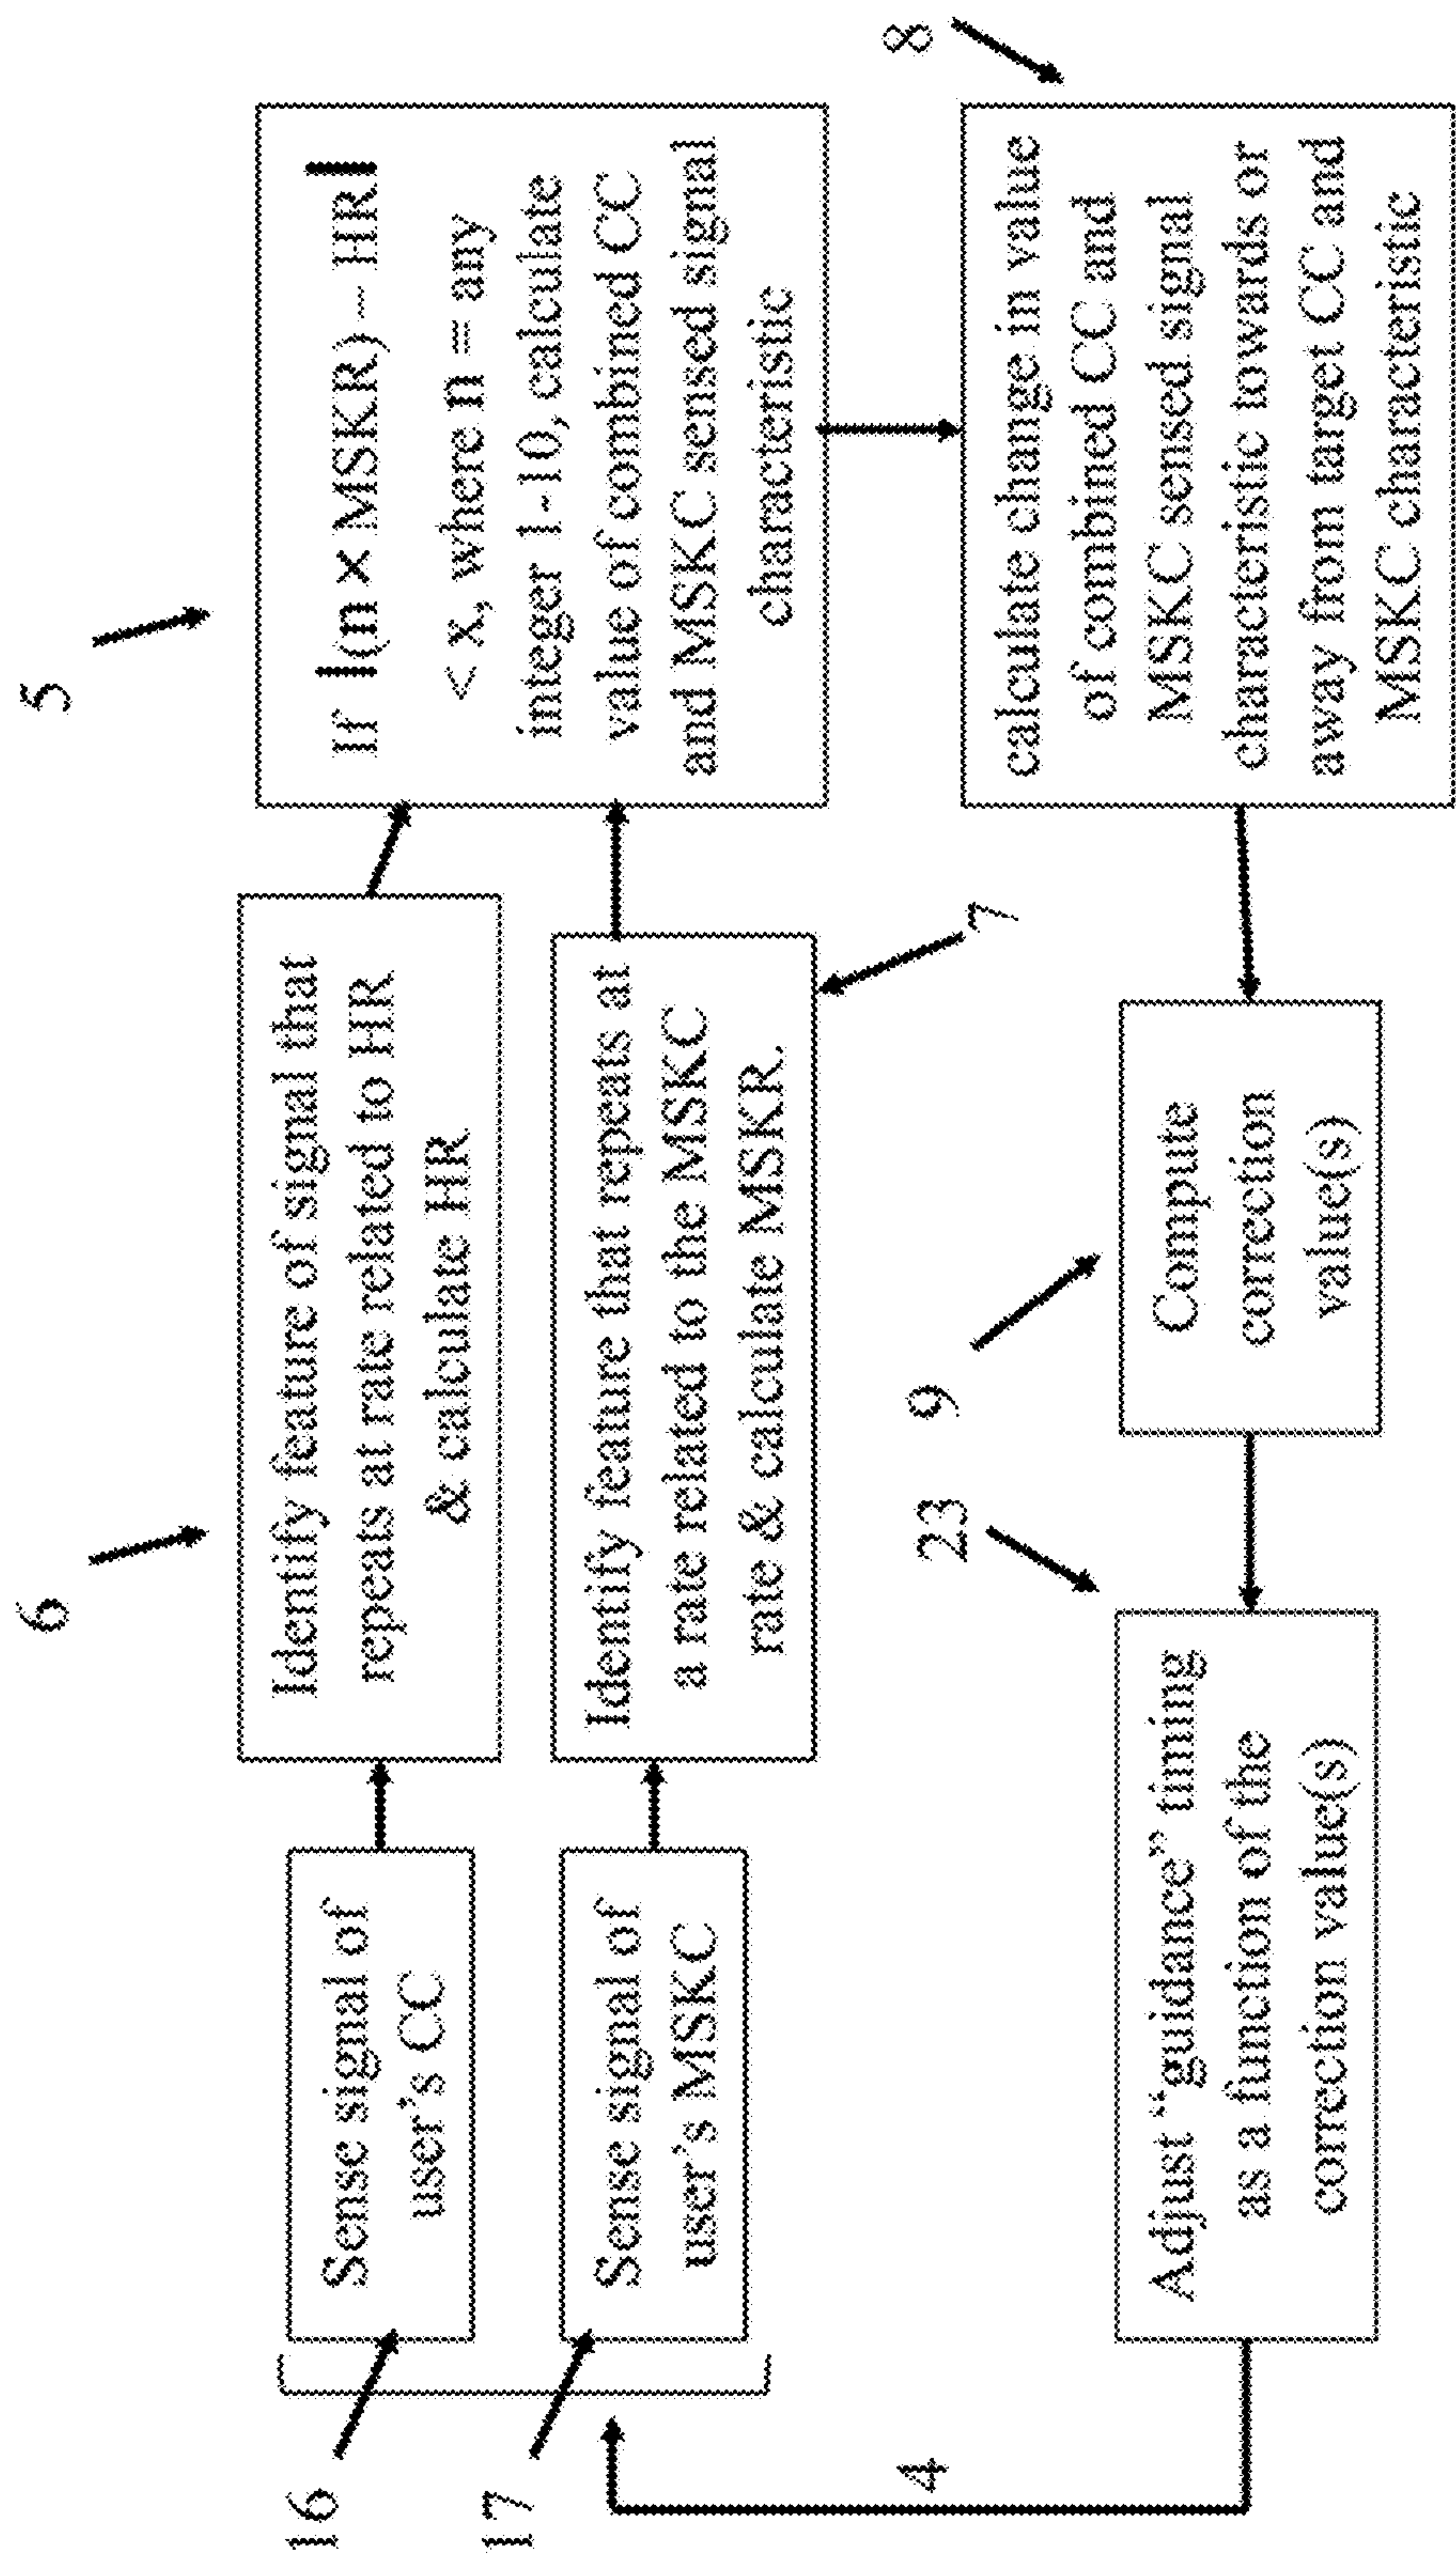 16
Sense signal of
user's CC
17
Sense signal of
user's MSKC
6
Identify feature of signal that
repeats at rate related to HR
& calculate HR
Identify feature that repeats at
a rate related to the MSKC
rate & calculate MSKR.
7
5
If |(n × MSKR) – HR|
< x, where n = any
integer 1-10, calculate
value of combined CC
and MSKC sensed signal
characteristic
8
calculate change in value
of combined CC and
MSKC sensed signal
characteristic towards or
away from target CC and
MSKC characteristic
9
Compute
correction
value(s)
23
Adjust “guidance” timing
as a function of the
correction value(s)
4